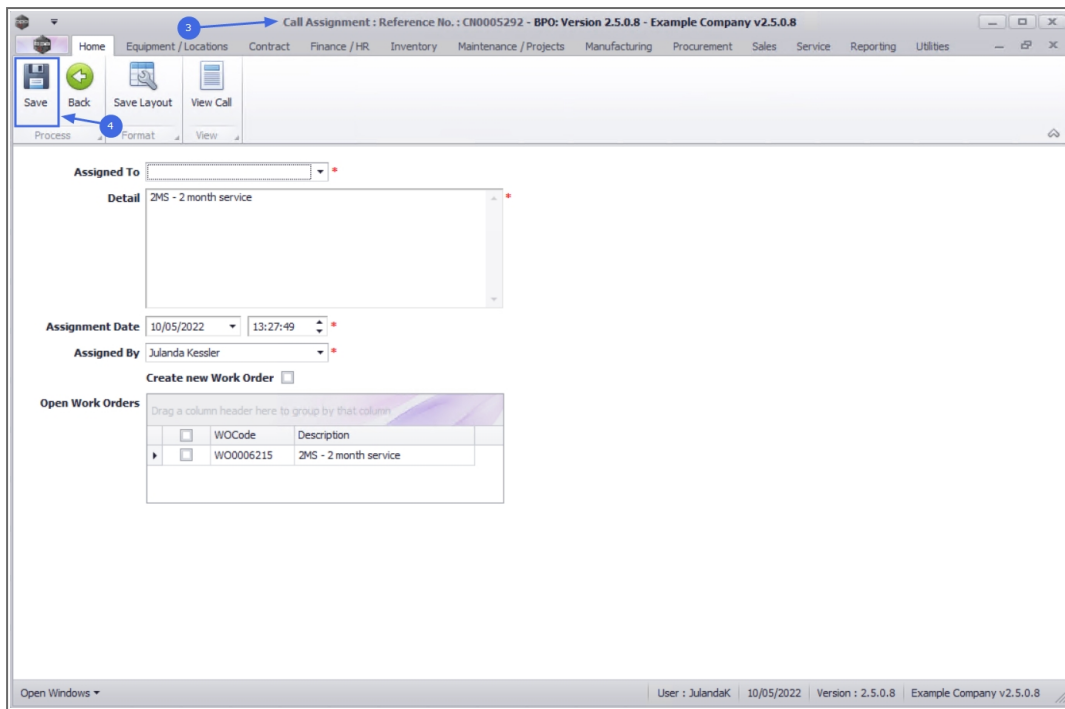 Call Assignment : Reference No. : CN0005292 - BPO: Version 2.5.0.8 - Example Company v2.5.0.8
3
Home Equipment / Locations Contract Finance / HR Inventory Maintenance / Projects Manufacturing Procurement Sales Service Reporting Utilities
Save Back Save Layout View Call
4
Process Format View
Assigned To *
Detail 2MS - 2 month service *
Assignment Date 10/05/2022 13:27:49 *
Assigned By Julanda Kessler *
Create new Work Order
Open Work Orders
Drag a column header here to group by that column
WOCode Description
WO0006215 2MS - 2 month service
Open Windows User : JulandaK 10/05/2022 Version : 2.5.0.8 Example Company v2.5.0.8